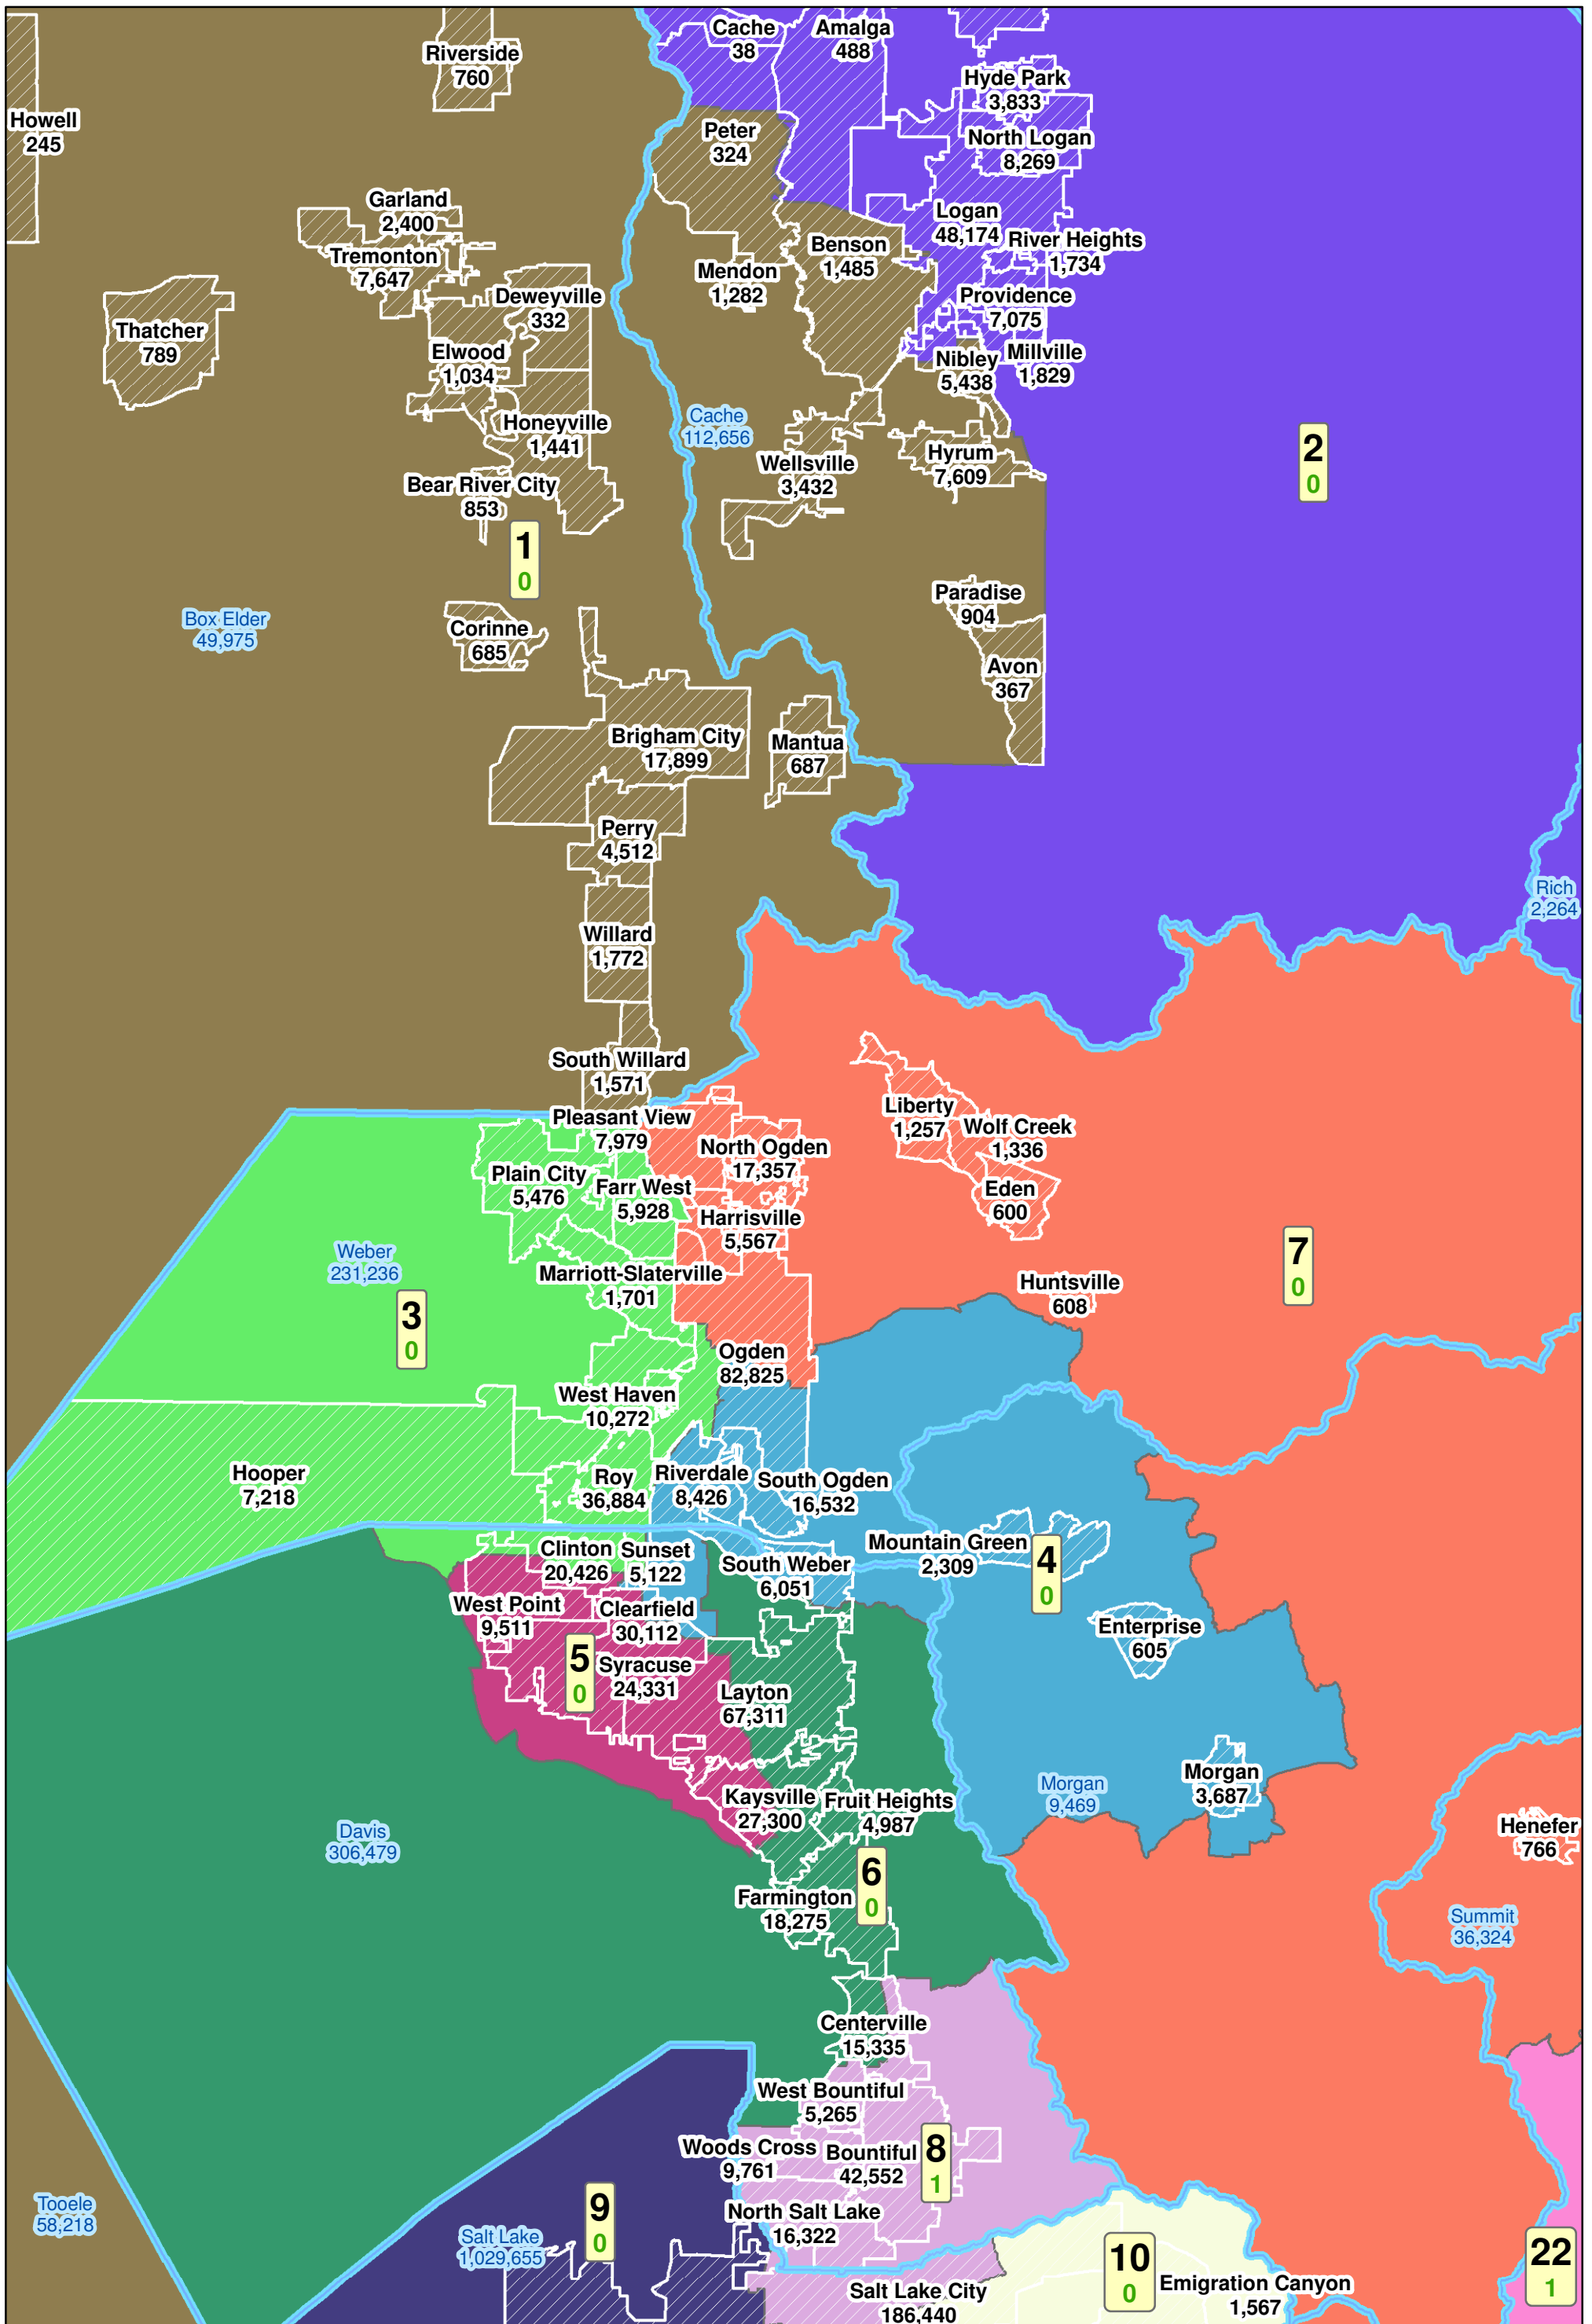 Cache
38
Amalga
488
Riverside
760
Hyde Park
3,833
Howell
245
Peter
324
North Logan
8,269
Garland
2,400
Logan
48,174
Tremonton
7,647
Benson
1,485
River Heights
1,734
Mendon
1,282
Deweyville
332
Providence
7,075
Thatcher
789
Elwood
1,034
Nibley
5,438
Millville
1,829
Honeyville
1,441
Cache
112,656
2
0
Wellsville
3,432
Hyrum
7,609
Bear River City
853
1
0
Box Elder
49,975
Corinne
685
Paradise
904
Avon
367
Brigham City
17,899
Mantua
687
Perry
4,512
Rich
2,264
Willard
1,772
South Willard
1,571
Pleasant View
7,979
Liberty
1,257
Wolf Creek
1,336
North Ogden
17,357
Plain City
5,476
Farr West
5,928
Eden
600
Harrisville
5,567
Weber
231,236
7
0
Marriott-Slaterville
1,701
Huntsville
608
3
0
Ogden
82,825
West Haven
10,272
Hooper
7,218
Roy
36,884
Riverdale
8,426
South Ogden
16,532
Mountain Green
2,309
4
0
Clinton
20,426
Sunset
5,122
South Weber
6,051
West Point
9,511
Clearfield
30,112
Enterprise
605
5
0
Syracuse
24,331
Layton
67,311
Morgan
9,469
Morgan
3,687
Kaysville
27,300
Fruit Heights
4,987
Davis
306,479
Henefer
766
6
0
Farmington
18,275
Summit
36,324
Centerville
15,335
West Bountiful
5,265
Woods Cross
9,761
Bountiful
42,552
8
1
Tooele
58,218
9
0
North Salt Lake
16,322
Salt Lake
1,029,655
10
0
22
1
Salt Lake City
186,440
Emigration Canyon
1,567